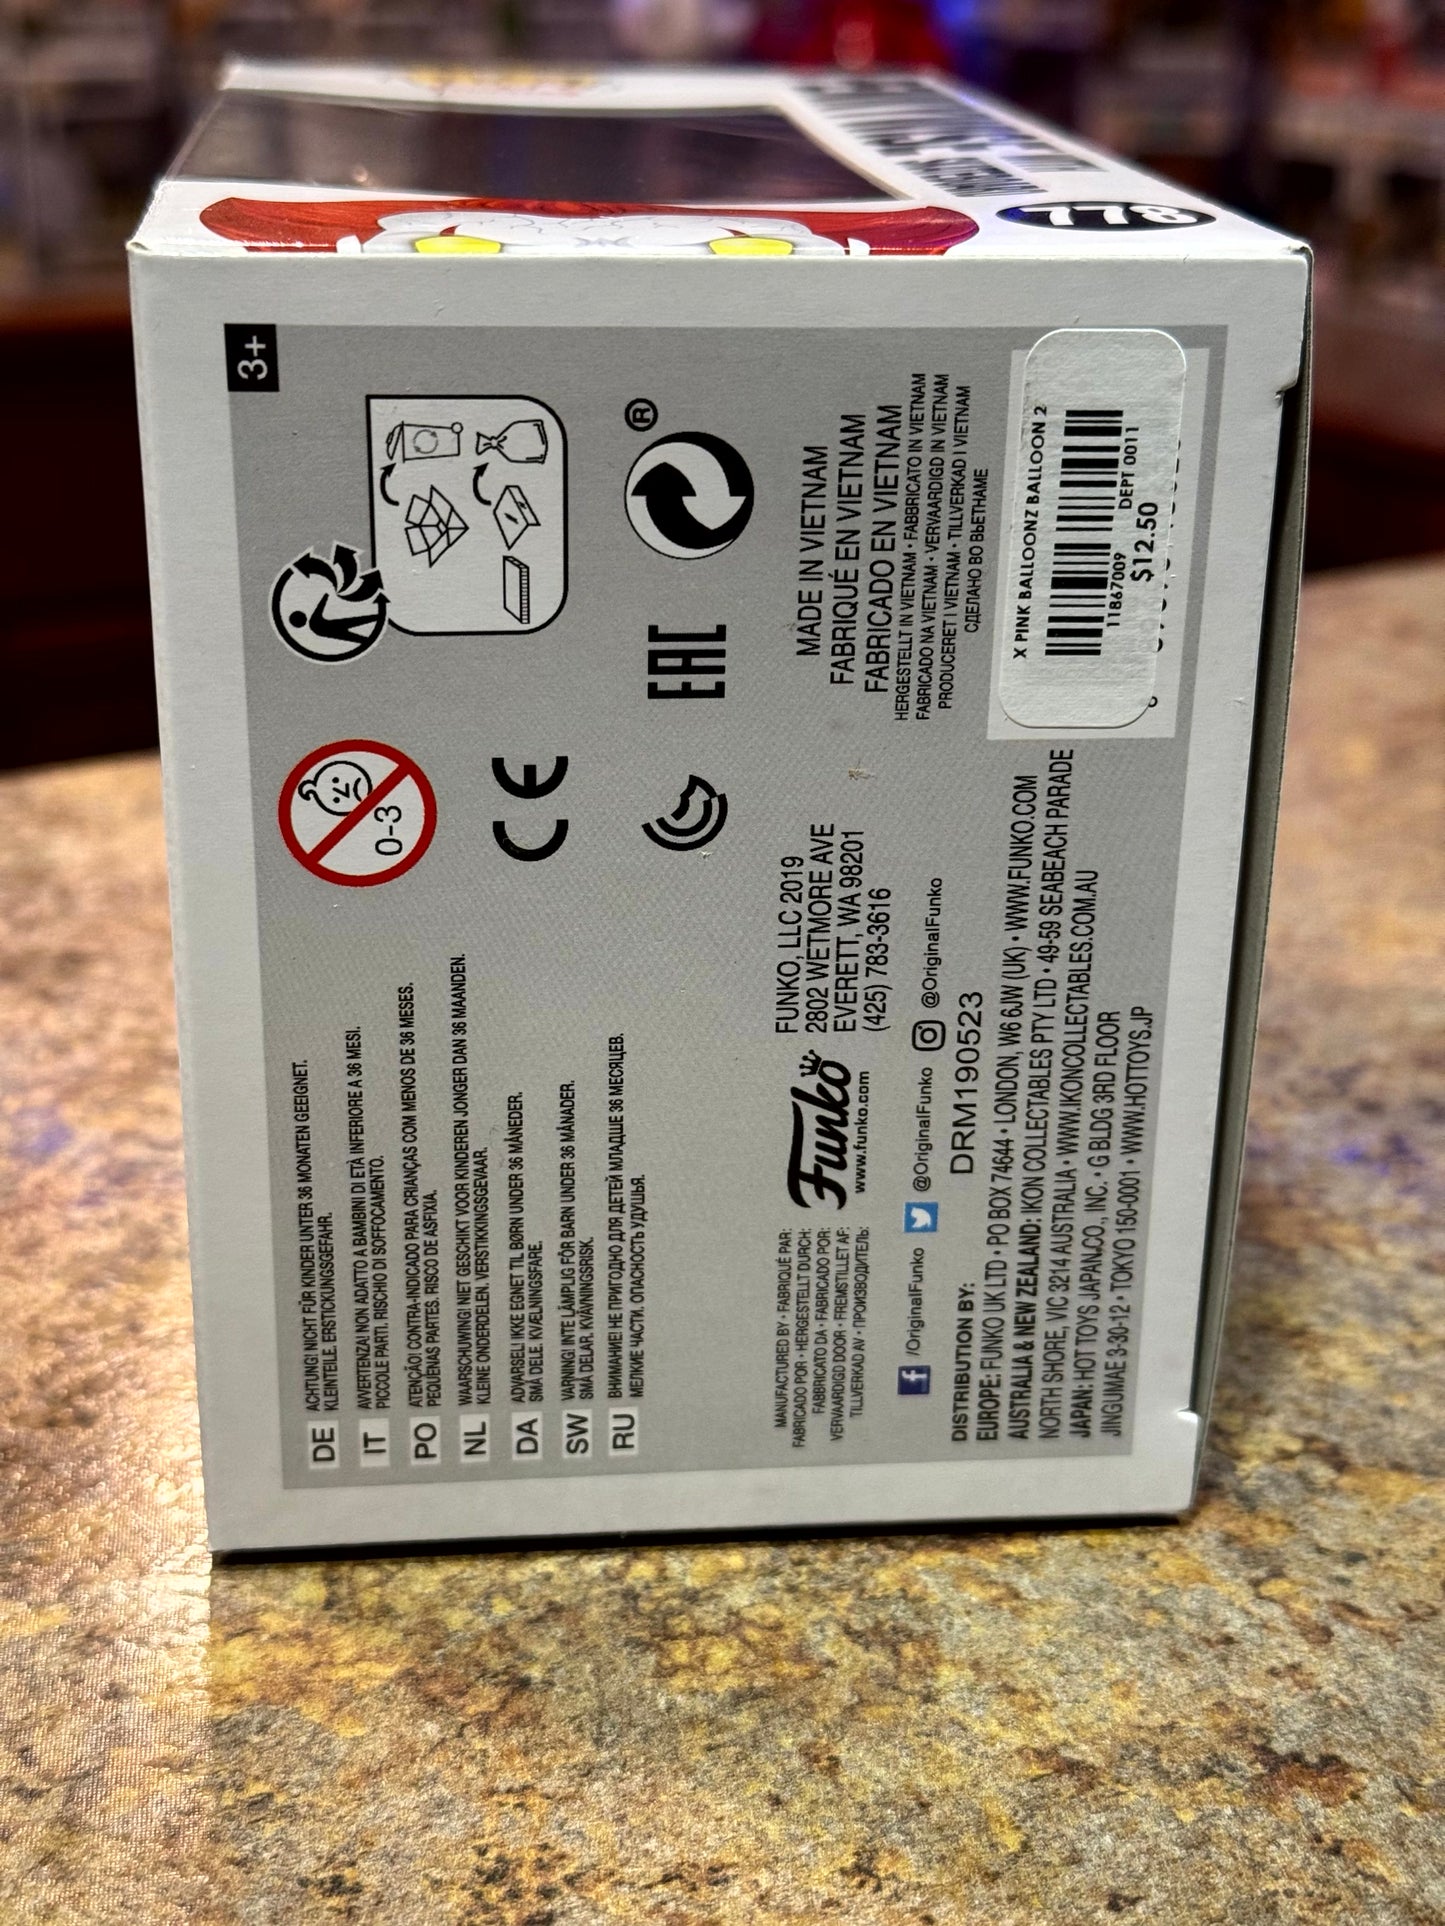 778
3+
DE
ACHTUNG! NICHT FÜR KINDER UNTER 36 MONATEN GEEIGNET.
KLEINTEILE. ERSTICKUNGSGEFAHR.
IT
AVVERTENZA! NON ADATTO A BAMBINI DI ETÀ INFERIORE A 36 MESI.
PICCOLE PARTI. RISCHIO DI SOFFOCAMENTO.
PO
ATENÇÃO! CONTRA-INDICADO PARA CRIANÇAS COM MENOS DE 36 MESES.
PEQUENAS PARTES. RISCO DE ASFIXIA.
NL
WAARSCHUWING! NIET GESCHIKT VOOR KINDEREN JONGER DAN 36 MAANDEN.
KLEINE ONDERDELEN. VERSTIKKINGSGEVAAR.
DA
ADVARSEL! IKKE EGNET TIL BØRN UNDER 36 MÅNEDER.
SMÅ DELE. KVÆLNINGSFARE.
SW
VARNING! INTE LÄMPLIG FÖR BARN UNDER 36 MÅNADER.
SMÅ DELAR. KVÄVNINGSRISK.
RU
ВНИМАНИЕ! НЕ ПРИГОДНО ДЛЯ ДЕТЕЙ МЛАДШЕ 36 МЕСЯЦЕВ.
МЕЛКИЕ ЧАСТИ. ОПАСНОСТЬ УДУШЬЯ.
0-3
CE
EAC
®
MANUFACTURED BY • FABRIQUÉ PAR:
FABRICADO POR • HERGESTELLT DURCH:
FABBRICATO DA • FABRICADO POR:
VERVAARDIGD DOOR • FREMSTILLET AF:
TILLVERKAD AV • ПРОИЗВОДИТЕЛЬ:
Funko
www.funko.com
FUNKO, LLC 2019
2802 WETMORE AVE
EVERETT, WA 98201
(425) 783-3616
/OriginalFunko
@OriginalFunko
@OriginalFunko
DRM190523
DISTRIBUTION BY:
EUROPE: FUNKO UK LTD • PO BOX 74644 • LONDON, W6 6JW (UK) • WWW.FUNKO.COM
AUSTRALIA & NEW ZEALAND: IKON COLLECTABLES PTY LTD • 49-59 SEABEACH PARADE
NORTH SHORE, VIC 3214 AUSTRALIA • WWW.IKONCOLLECTABLES.COM.AU
JAPAN: HOT TOYS JAPAN.CO., INC. • G BLDG 3RD FLOOR
JINGUMAE 3-30-12 • TOKYO 150-0001 • WWW.HOTTOYS.JP
MADE IN VIETNAM
FABRIQUÉ EN VIETNAM
FABRICADO EN VIETNAM
HERGESTELLT IN VIETNAM • FABBRICATO IN VIETNAM
FABRICADO NA VIETNAM • VERVAARDIGD IN VIETNAM
PRODUCERET I VIETNAM • TILLVERKAD I VIETNAM
СДЕЛАНО ВО ВЬЕТНАМЕ
X PINK BALLOONZ BALLOON 2
11867009 DEPT 0011
$12.50